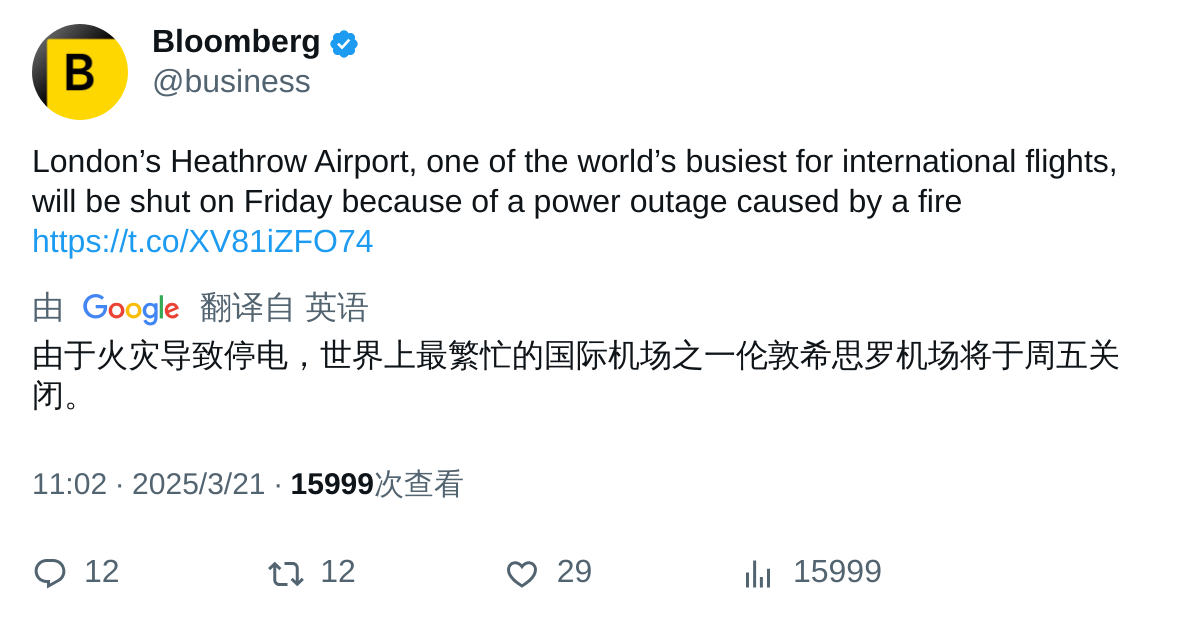 B
Bloomberg
@business
London’s Heathrow Airport, one of the world’s busiest for international flights,
will be shut on Friday because of a power outage caused by a fire
https://t.co/XV81iZFO74
由 Google 翻译自 英语
由于火灾导致停电，世界上最繁忙的国际机场之一伦敦希思罗机场将于周五关
闭。
11:02 · 2025/3/21 · 15999次查看
12 12 29 15999